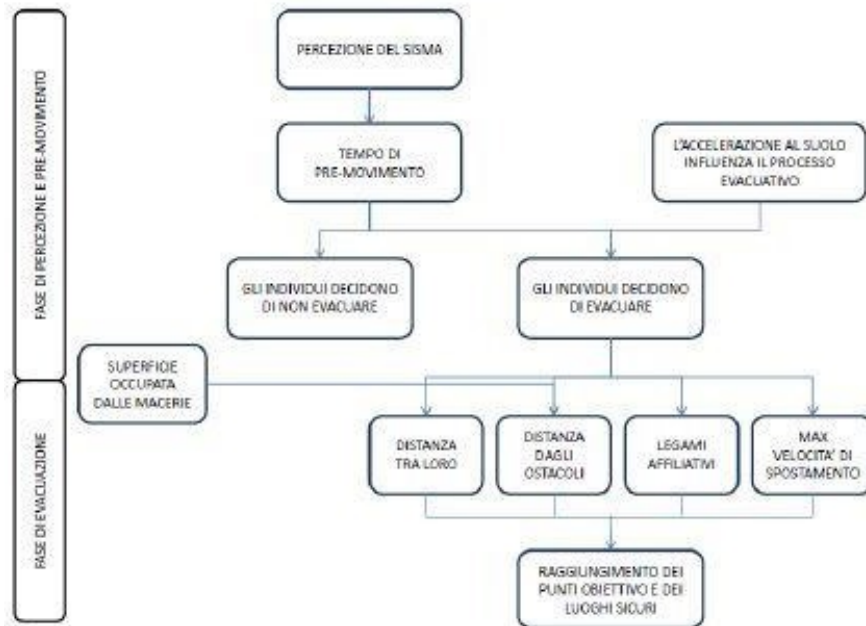 FASE DI PERCEZIONE E PRE-MOVIMENTO
PERCEZIONE DEL SISMA
TEMPO DI
PRE-MOVIMENTO
L'ACCELERAZIONE AL SUOLO
INFLUENZA IL PROCESSO
EVACUATIVO
GLI INDIVIDUI DECIDONO
DI NON EVACUARE
GLI INDIVIDUI DECIDONO
DI EVACUARE
FASE DI EVACUAZIONE
SUPERFICIE
OCCUPATA
DALLE MACERIE
DISTANZA
TRA LORO
DISTANZA
DAGLI
OSTACOLI
LEGAMI
AFFILIATIVI
MAX
VELOCITA' DI
SPOSTAMENTO
RAGGIUNGIMENTO DEI
PUNTI OBIETTIVO E DEI
LUOGHI SICURI